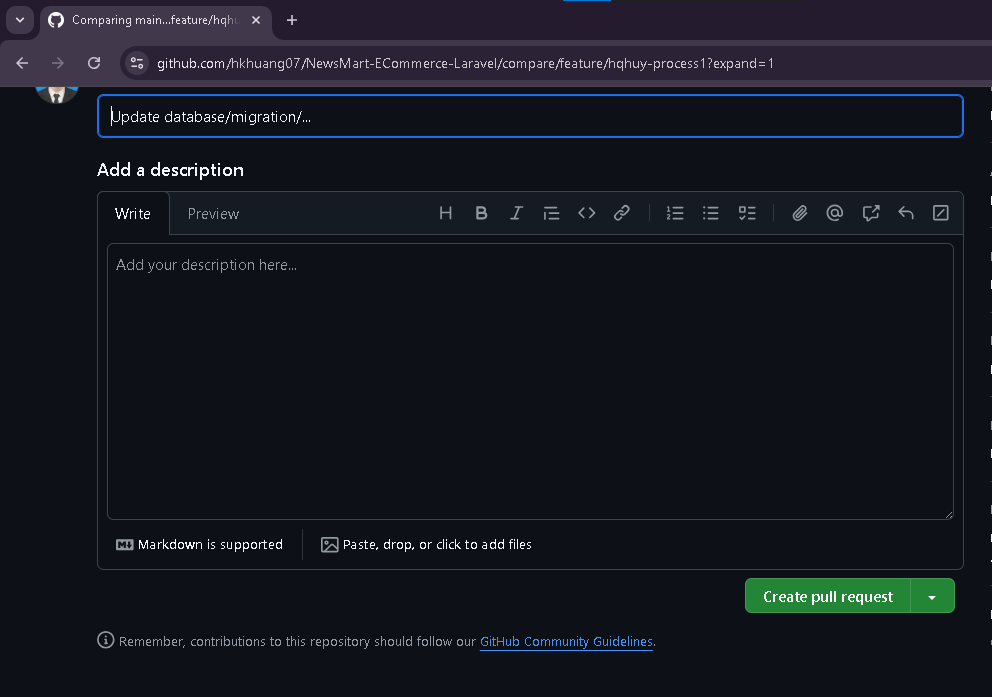 Comparing main...feature/hqhu
github.com/hkhuang07/NewsMart-ECommerce-Laravel/compare/feature/hqhuy-process1?expand=1
Update database/migration/...
Add a description
Write
Preview
Add your description here...
Markdown is supported
Paste, drop, or click to add files
Create pull request
Remember, contributions to this repository should follow our GitHub Community Guidelines.